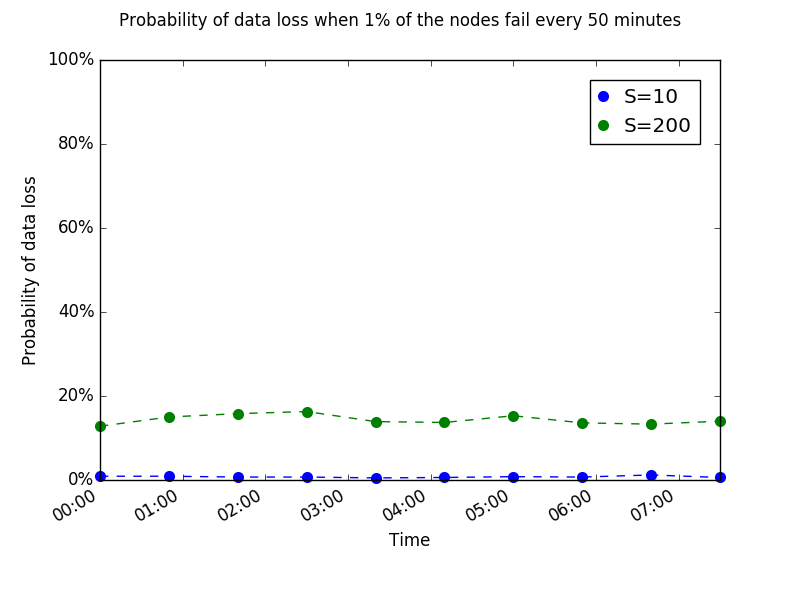 Probability of data loss when 1% of the nodes fail every 50 minutes
100%
80%
60%
40%
20%
0%
Probability of data loss
S=10
S=200
00:00
01:00
02:00
03:00
04:00
05:00
06:00
07:00
Time